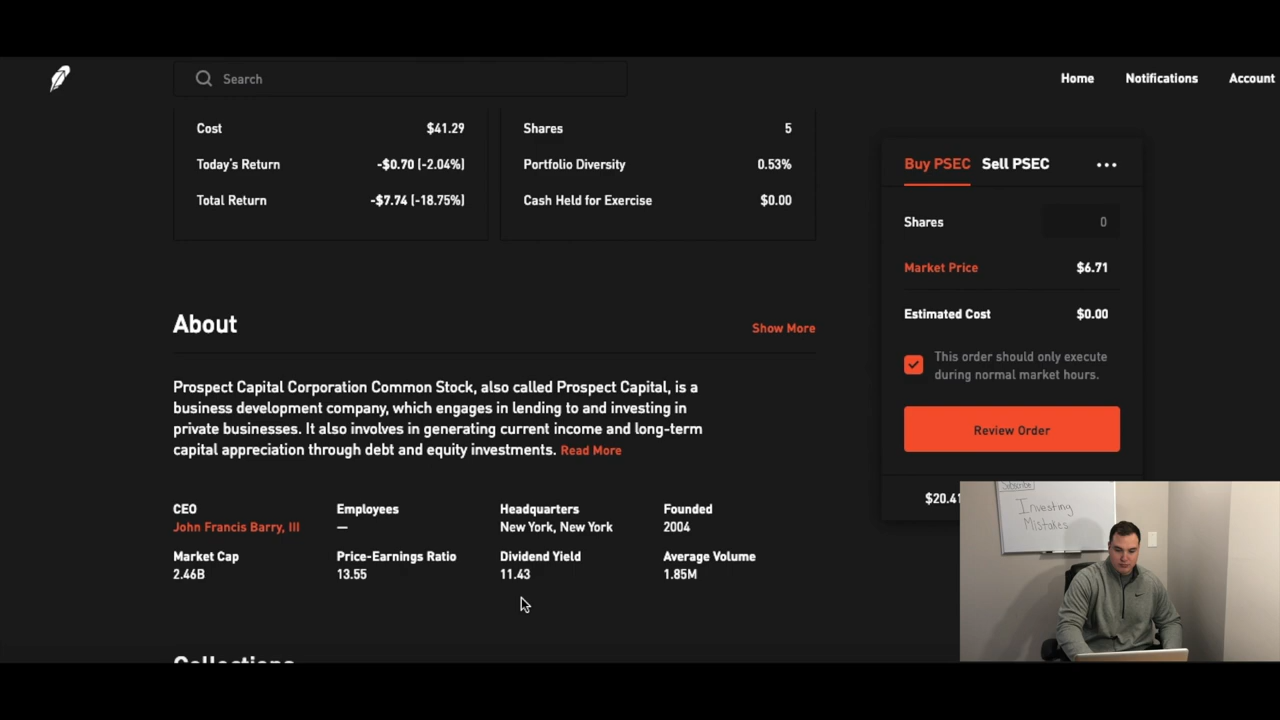 Search
Home Notifications Account
Cost $41.29
Today's Return -$0.70 (-2.04%)
Total Return -$7.74 (-18.75%)
Shares 5
Portfolio Diversity 0.53%
Cash Held for Exercise $0.00
Buy PSEC Sell PSEC
Shares 0
Market Price $6.71
Estimated Cost $0.00
This order should only execute
during normal market hours.
Review Order
About
Show More
Prospect Capital Corporation Common Stock, also called Prospect Capital, is a
business development company, which engages in lending to and investing in
private businesses. It also involves in generating current income and long-term
capital appreciation through debt and equity investments. Read More
CEO Employees Headquarters Founded
John Francis Barry, III — New York, New York 2004
Market Cap Price-Earnings Ratio Dividend Yield Average Volume
2.46B 13.55 11.43 1.85M
$20.41
Subscribe!
Investing
Mistakes
Collections